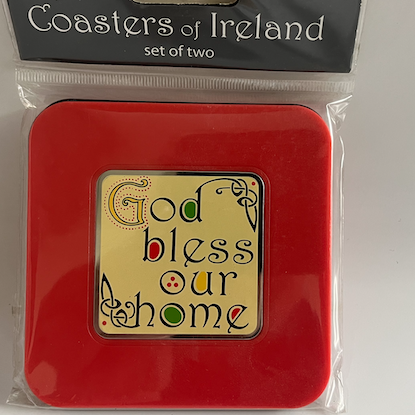 Coasters of Ireland
set of two
God
bless
our
home